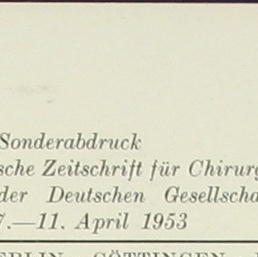 Sonderabdruck
sche Zeitschrift für Chirurg
der Deutschen Gesellscha
7.—11. April 1953